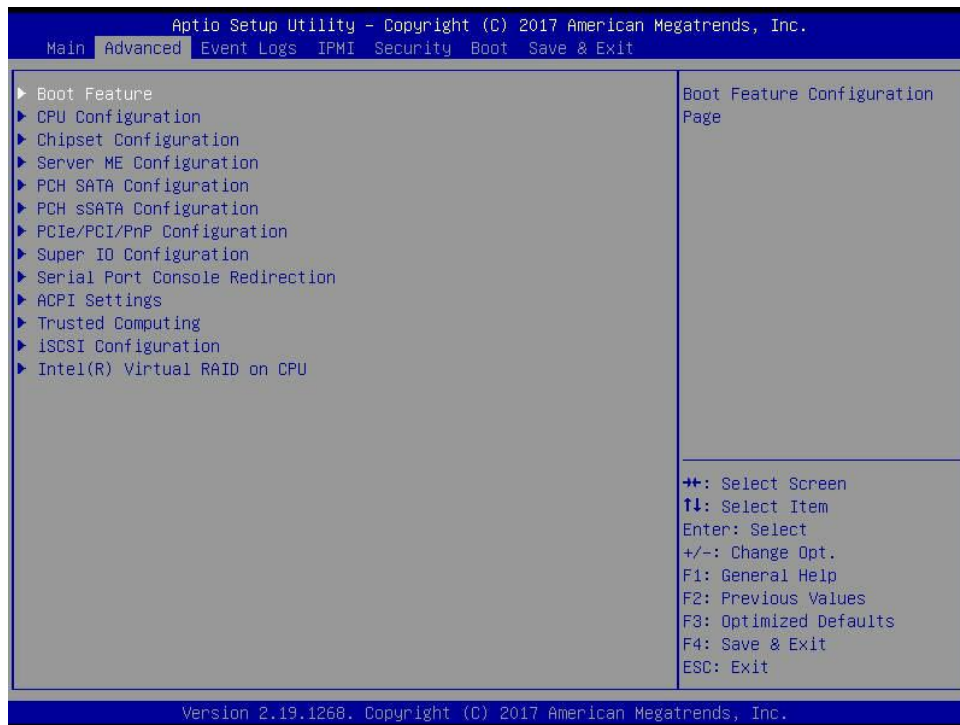 Aptio Setup Utility – Copyright (C) 2017 American Megatrends, Inc.
Main Advanced Event Logs IPMI Security Boot Save & Exit
Boot Feature
CPU Configuration
Chipset Configuration
Server ME Configuration
PCH SATA Configuration
PCH sSATA Configuration
PCIe/PCI/PnP Configuration
Super IO Configuration
Serial Port Console Redirection
ACPI Settings
Trusted Computing
iSCSI Configuration
Intel(R) Virtual RAID on CPU
Boot Feature Configuration
Page
→←: Select Screen
↑↓: Select Item
Enter: Select
+/-: Change Opt.
F1: General Help
F2: Previous Values
F3: Optimized Defaults
F4: Save & Exit
ESC: Exit
Version 2.19.1268. Copyright (C) 2017 American Megatrends, Inc.